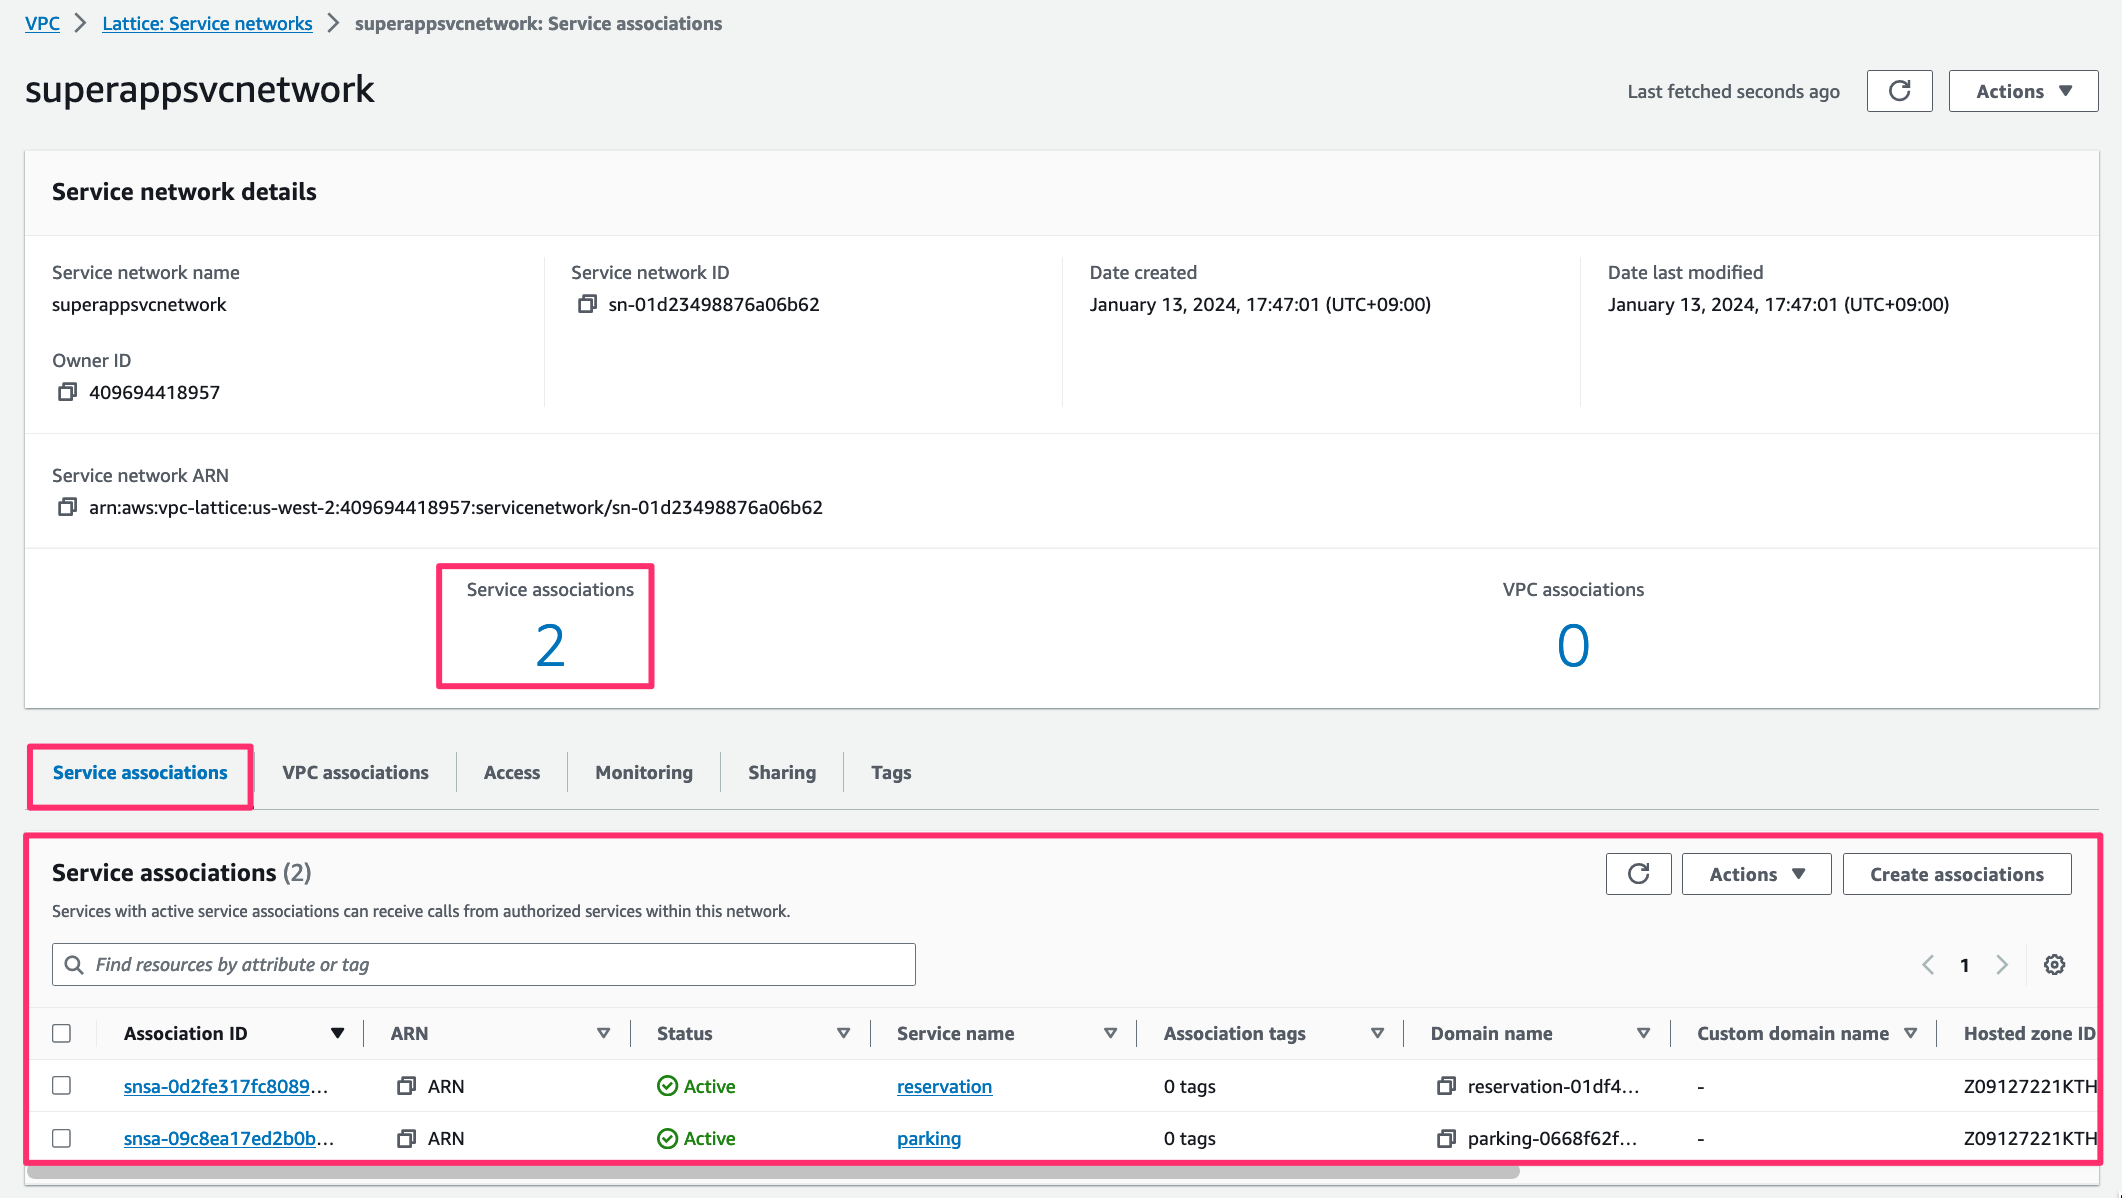 VPC > Lattice: Service networks > superappsvcnetwork: Service associations
superappsvcnetwork
Last fetched seconds ago
Actions
Service network details
Service network name
superappsvcnetwork
Service network ID
sn-01d23498876a06b62
Date created
January 13, 2024, 17:47:01 (UTC+09:00)
Date last modified
January 13, 2024, 17:47:01 (UTC+09:00)
Owner ID
409694418957
Service network ARN
arn:aws:vpc-lattice:us-west-2:409694418957:servicenetwork/sn-01d23498876a06b62
Service associations
2
VPC associations
0
Service associations
VPC associations
Access
Monitoring
Sharing
Tags
Service associations (2)
Actions
Create associations
Services with active service associations can receive calls from authorized services within this network.
Find resources by attribute or tag
1
Association ID ARN Status Service name Association tags Domain name Custom domain name Hosted zone ID
snsa-0d2fe317fc8089... ARN Active reservation 0 tags reservation-01df4... - Z09127221KTH
snsa-09c8ea17ed2b0b... ARN Active parking 0 tags parking-0668f62f... - Z09127221KTH